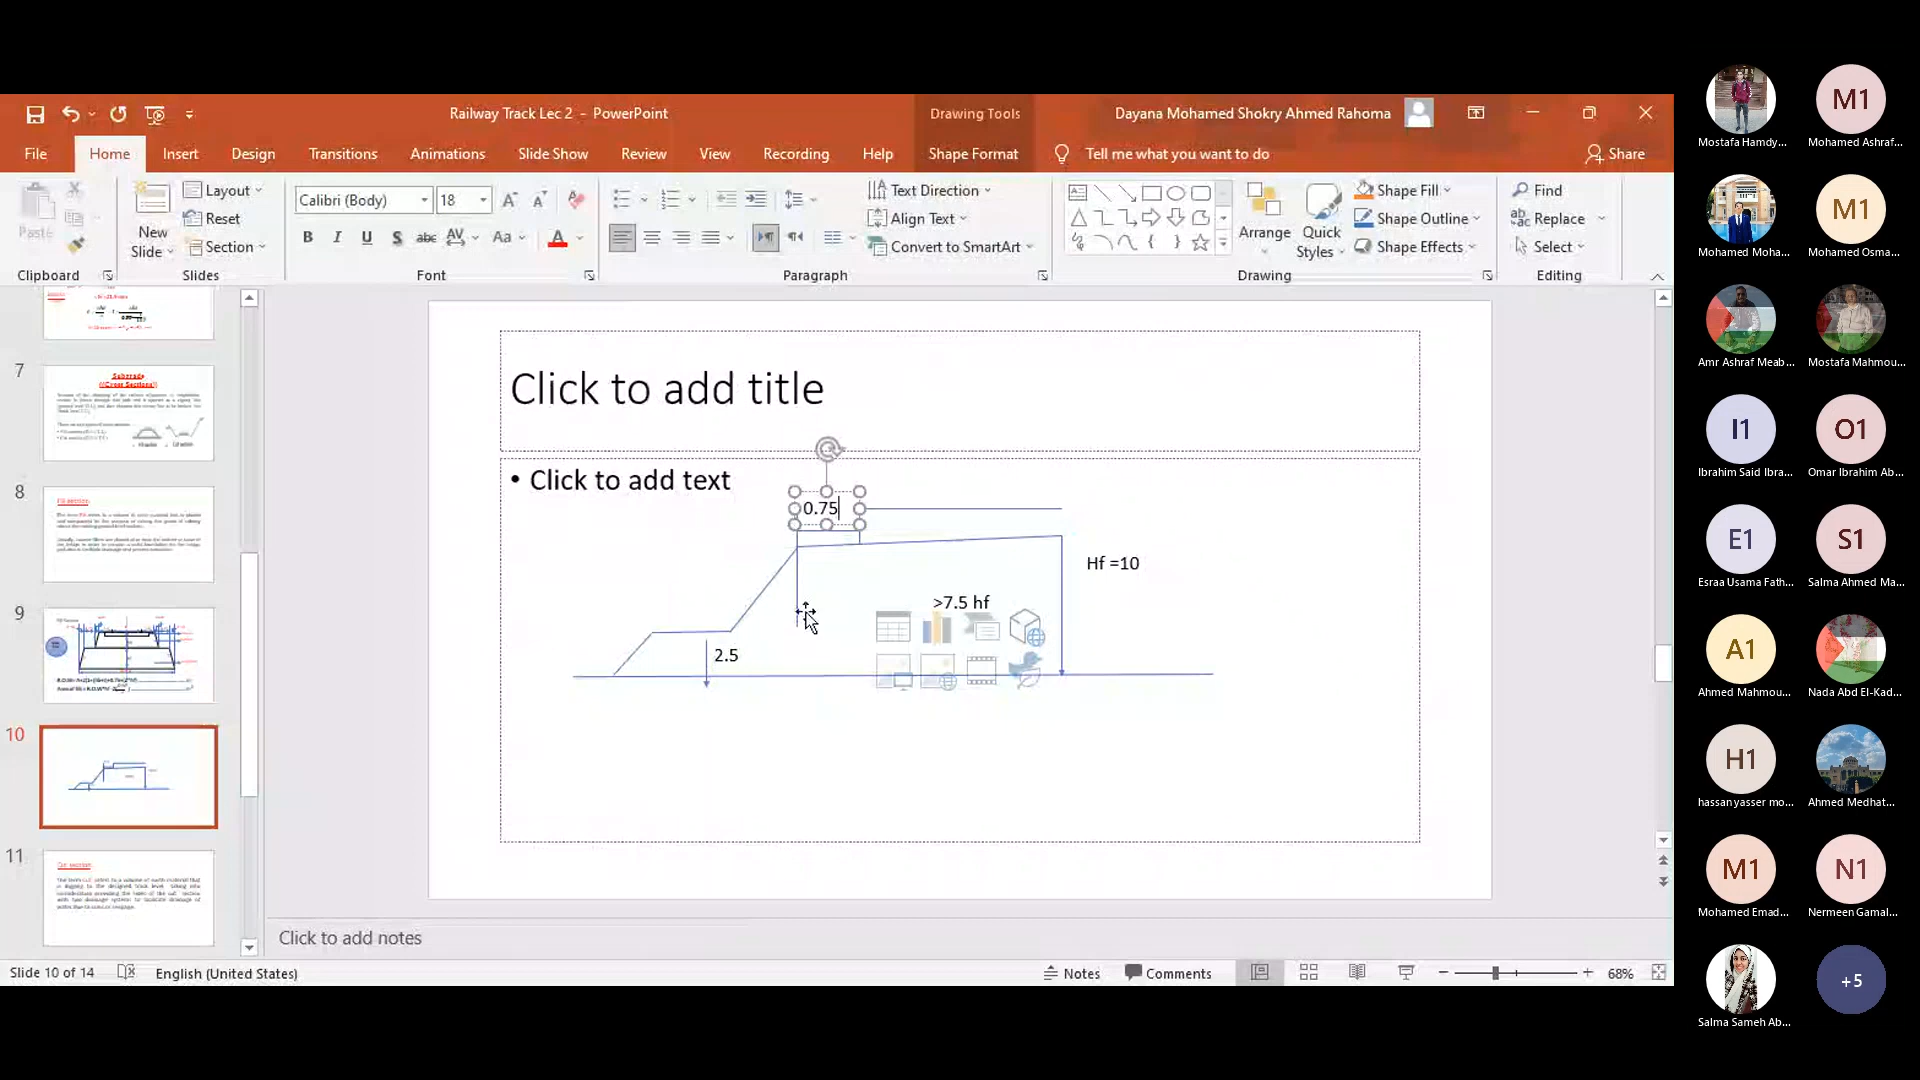 Railway Track Lec 2 - PowerPoint
Drawing Tools
Dayana Mohamed Shokry Ahmed Rahoma
File
Home
Insert
Design
Transitions
Animations
Slide Show
Review
View
Recording
Help
Shape Format
Tell me what you want to do
Share
Paste
New
Slide
Layout
Reset
Section
Calibri (Body)
18
Text Direction
Align Text
Convert to SmartArt
Arrange
Quick
Styles
Shape Fill
Shape Outline
Shape Effects
Find
Replace
Select
Clipboard
Slides
Font
Paragraph
Drawing
Editing
7
Subgrade
((Cross Sections))
8
Fill section:
9
10
11
Cut section:
Click to add title
• Click to add text
0.75
Hf =10
>7.5 hf
2.5
Click to add notes
Slide 10 of 14
English (United States)
Notes
Comments
68%
Mostafa Hamdy...
M1
Mohamed Ashraf...
Mohamed Moha...
M1
Mohamed Osma...
Amr Ashraf Meab...
Mostafa Mahmou...
I1
Ibrahim Said Ibra...
O1
Omar Ibrahim Ab...
E1
Esraa Usama Fath...
S1
Salma Ahmed Ma...
A1
Ahmed Mahmou...
Nada Abd El-Kad...
H1
hassan yasser mo...
Ahmed Medhat...
M1
Mohamed Emad...
N1
Nermeen Gamal...
Salma Sameh Ab...
+5